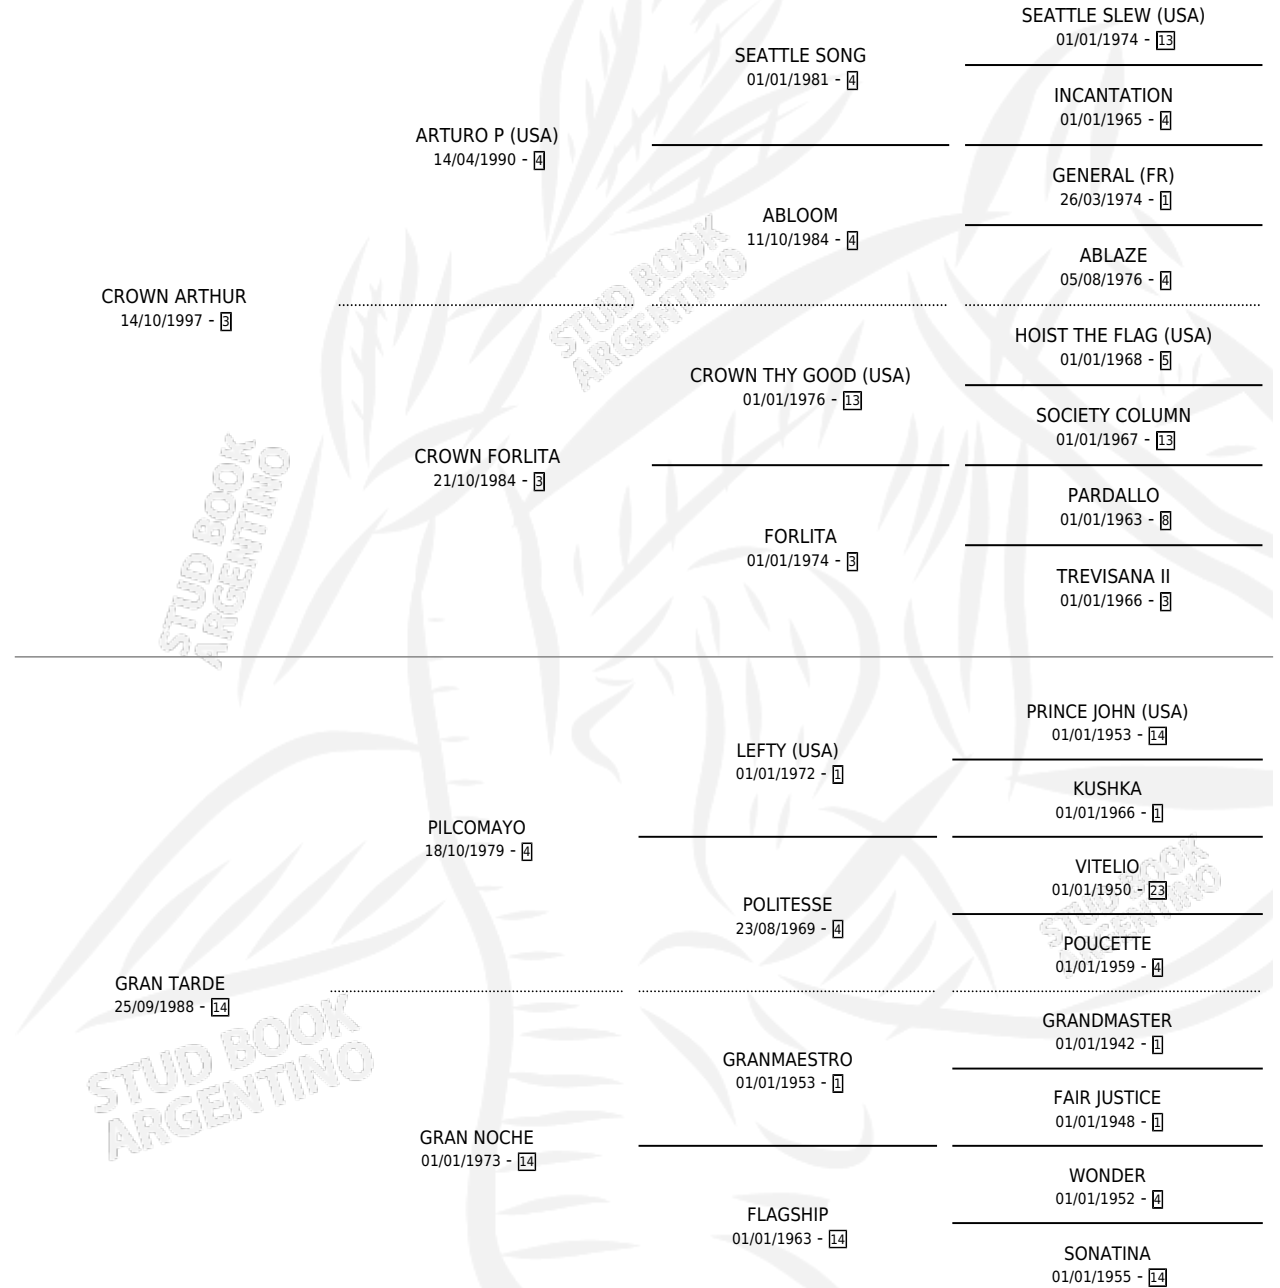 SEATTLE SLEW (USA)
01/01/1974 - 13
SEATTLE SONG
01/01/1981 - 4
INCANTATION
01/01/1965 - 4
ARTURO P (USA)
14/04/1990 - 4
GENERAL (FR)
26/03/1974 - 1
ABLOOM
11/10/1984 - 4
ABLAZE
05/08/1976 - 4
CROWN ARTHUR
14/10/1997 - 3
HOIST THE FLAG (USA)
01/01/1968 - 5
CROWN THY GOOD (USA)
01/01/1976 - 13
SOCIETY COLUMN
01/01/1967 - 13
CROWN FORLITA
21/10/1984 - 3
PARDALLO
01/01/1963 - 8
FORLITA
01/01/1974 - 3
TREVISANA II
01/01/1966 - 3
PRINCE JOHN (USA)
01/01/1953 - 14
LEFTY (USA)
01/01/1972 - 1
KUSHKA
01/01/1966 - 1
PILCOMAYO
18/10/1979 - 4
VITELIO
01/01/1950 - 23
POLITESSE
23/08/1969 - 4
POUCETTE
01/01/1959 - 4
GRAN TARDE
25/09/1988 - 14
GRANDMASTER
01/01/1942 - 1
GRANMAESTRO
01/01/1953 - 1
FAIR JUSTICE
01/01/1948 - 1
GRAN NOCHE
01/01/1973 - 14
WONDER
01/01/1952 - 4
FLAGSHIP
01/01/1963 - 14
SONATINA
01/01/1955 - 14
STUD BOOK
ARGENTINO
STUD BOOK
ARGENTINO
STUD BOOK
ARGENTINO
STUD BOOK
ARGENTINO